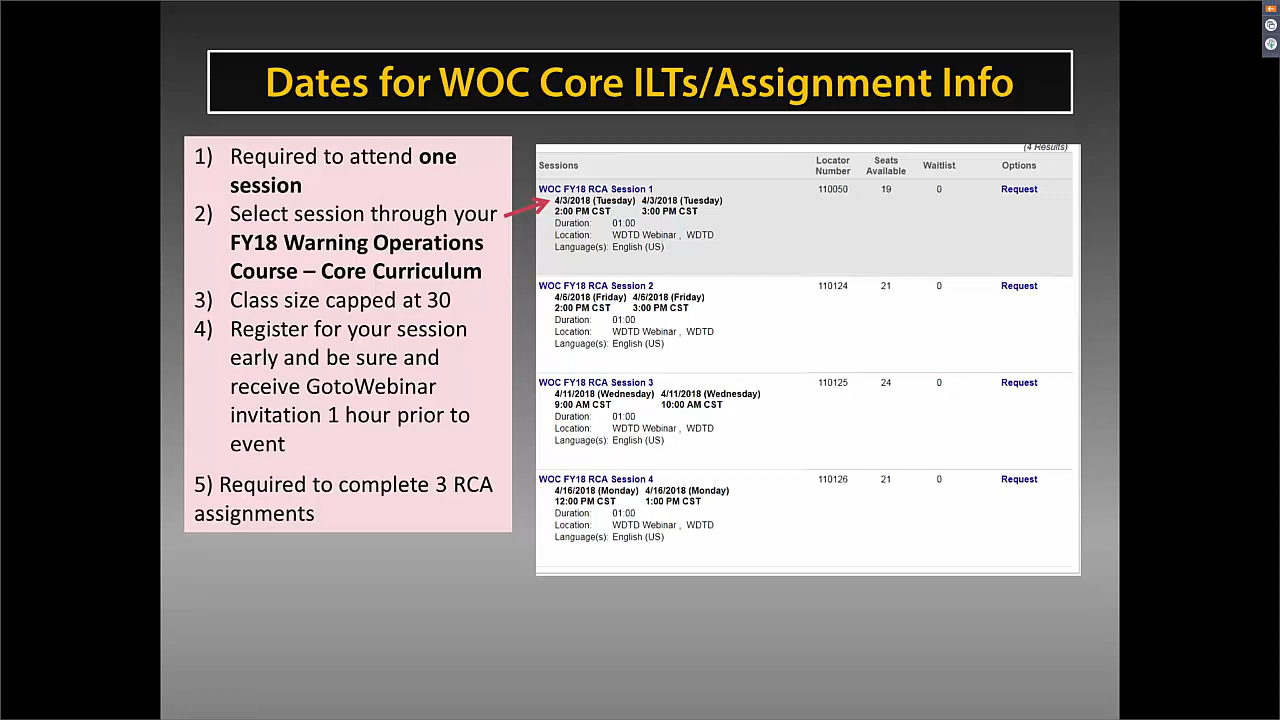 Dates for WOC Core ILTs/Assignment Info
1) Required to attend one
session
2) Select session through your
FY18 Warning Operations
Course – Core Curriculum
3) Class size capped at 30
4) Register for your session
early and be sure and
receive GotoWebinar
invitation 1 hour prior to
event
5) Required to complete 3 RCA
assignments
(4 Results)
Sessions Locator Number Seats Available Waitlist Options
WOC FY18 RCA Session 1 110050 19 0 Request
4/3/2018 (Tuesday) 4/3/2018 (Tuesday)
2:00 PM CST 3:00 PM CST
Duration: 01:00
Location: WDTD Webinar , WDTD
Language(s): English (US)
WOC FY18 RCA Session 2 110124 21 0 Request
4/6/2018 (Friday) 4/6/2018 (Friday)
2:00 PM CST 3:00 PM CST
Duration: 01:00
Location: WDTD Webinar , WDTD
Language(s): English (US)
WOC FY18 RCA Session 3 110125 24 0 Request
4/11/2018 (Wednesday) 4/11/2018 (Wednesday)
9:00 AM CST 10:00 AM CST
Duration: 01:00
Location: WDTD Webinar , WDTD
Language(s): English (US)
WOC FY18 RCA Session 4 110126 21 0 Request
4/16/2018 (Monday) 4/16/2018 (Monday)
12:00 PM CST 1:00 PM CST
Duration: 01:00
Location: WDTD Webinar , WDTD
Language(s): English (US)